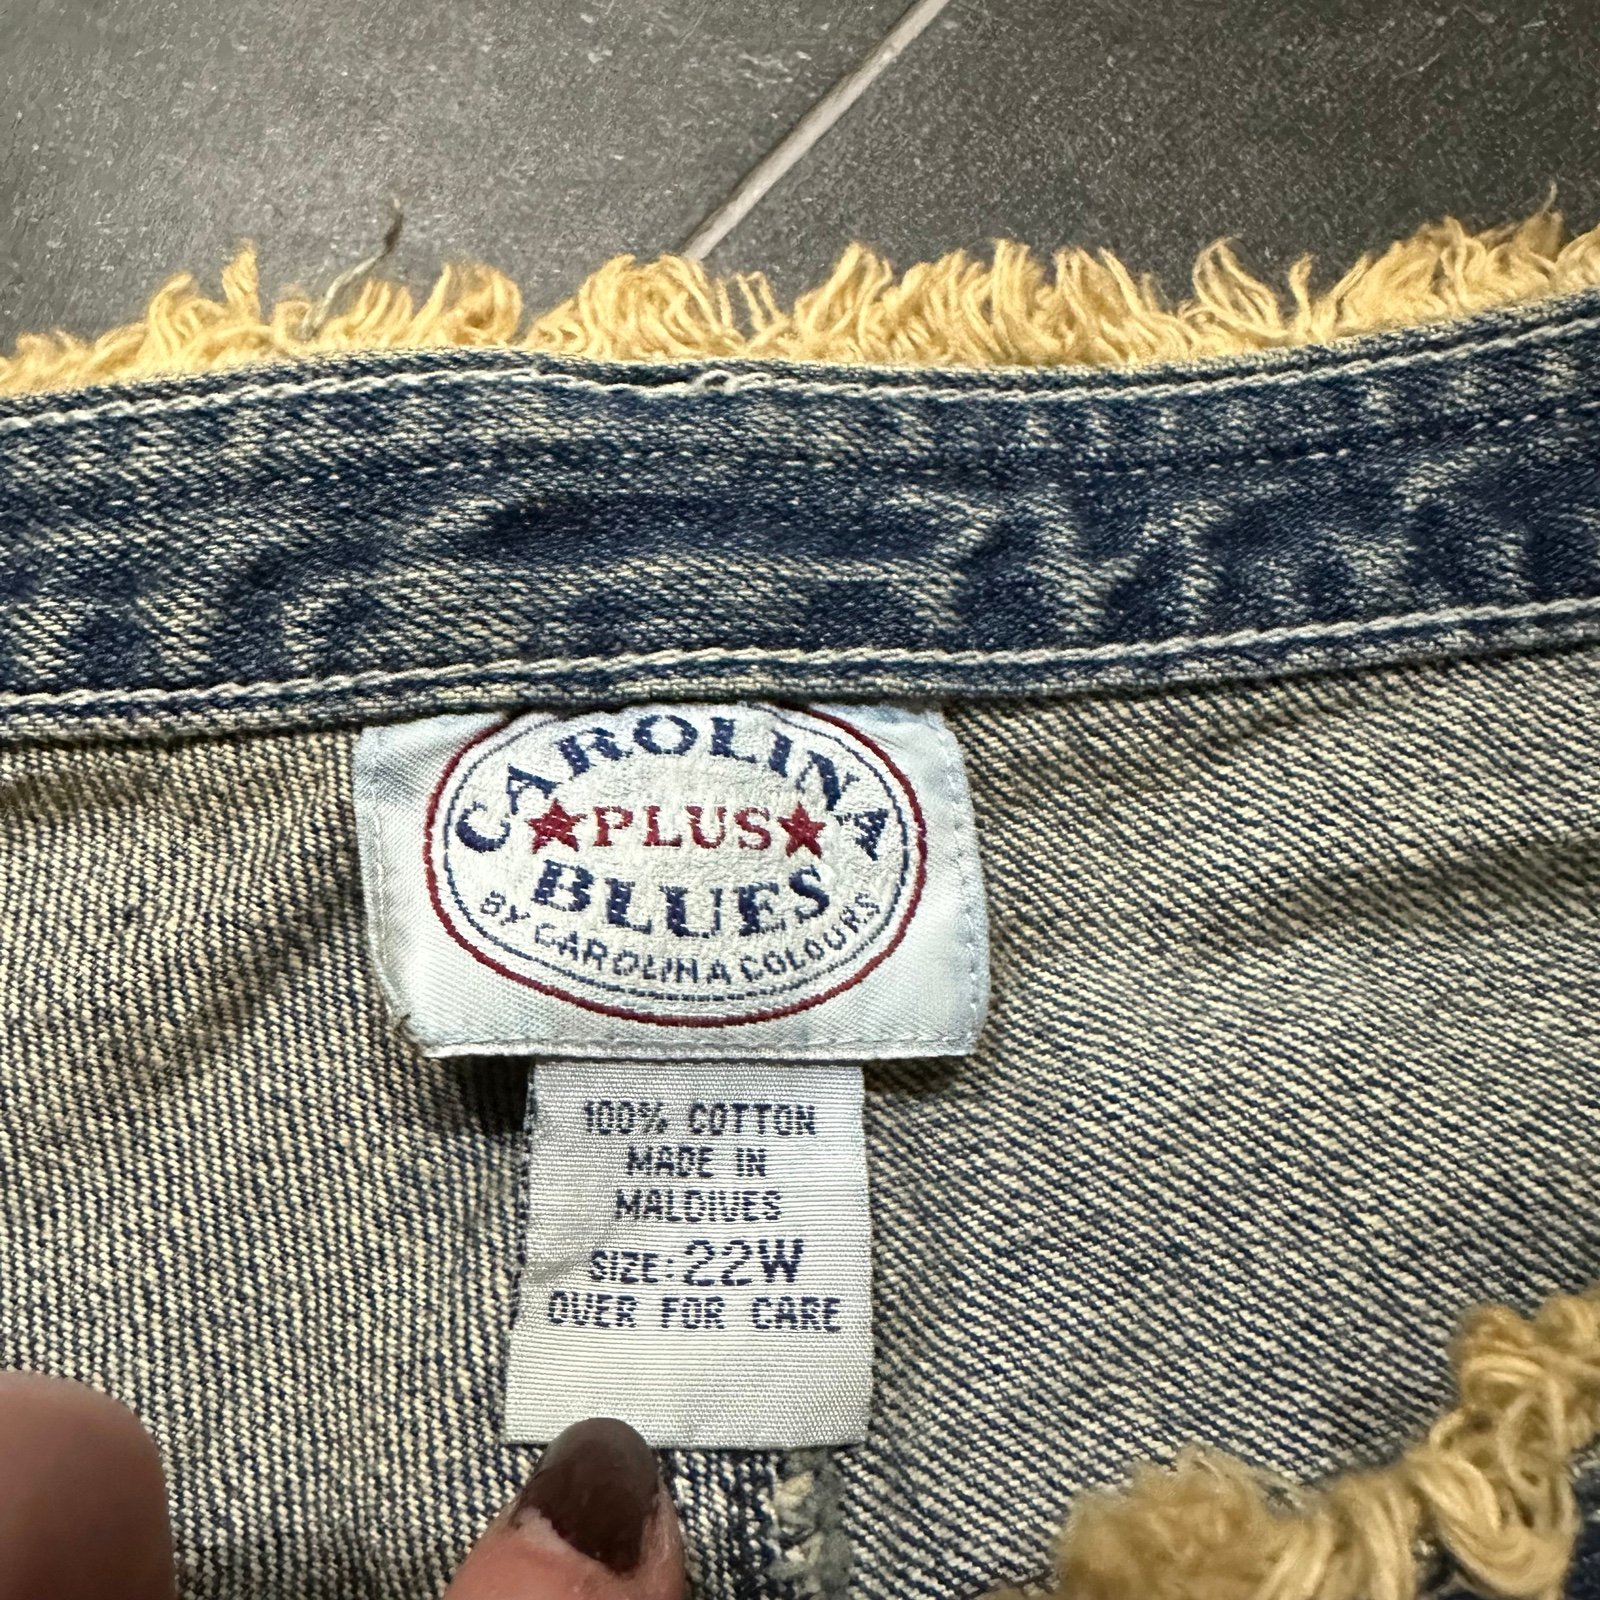 CAROLINA
PLUS
BLUES
BY CAROLINA COLOURS
100% COTTON
MADE IN
MALDIVES
SIZE: 22W
OVER FOR CARE